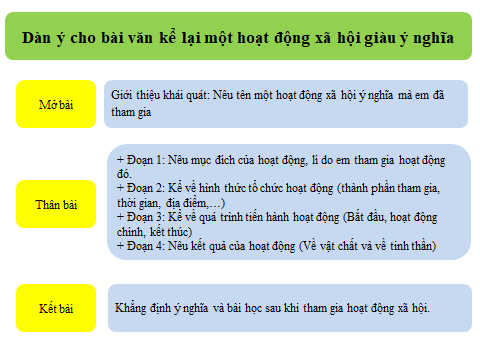 Dàn ý cho bài văn kể lại một hoạt động xã hội giàu ý nghĩa
Mở bài
Giới thiệu khái quát: Nêu tên một hoạt động xã hội ý nghĩa mà em đã
tham gia
Thân bài
+ Đoạn 1: Nêu mục đích của hoạt động, lí do em tham gia hoạt động
đó.
+ Đoạn 2: Kể về hình thức tổ chức hoạt động (thành phần tham gia,
thời gian, địa điểm,…)
+ Đoạn 3: Kể về quá trình tiến hành hoạt động (Bắt đầu, hoạt động
chính, kết thúc)
+ Đoạn 4: Nêu kết quả của hoạt động (Về vật chất và về tinh thần)
Kết bài
Khẳng định ý nghĩa và bài học sau khi tham gia hoạt động xã hội.